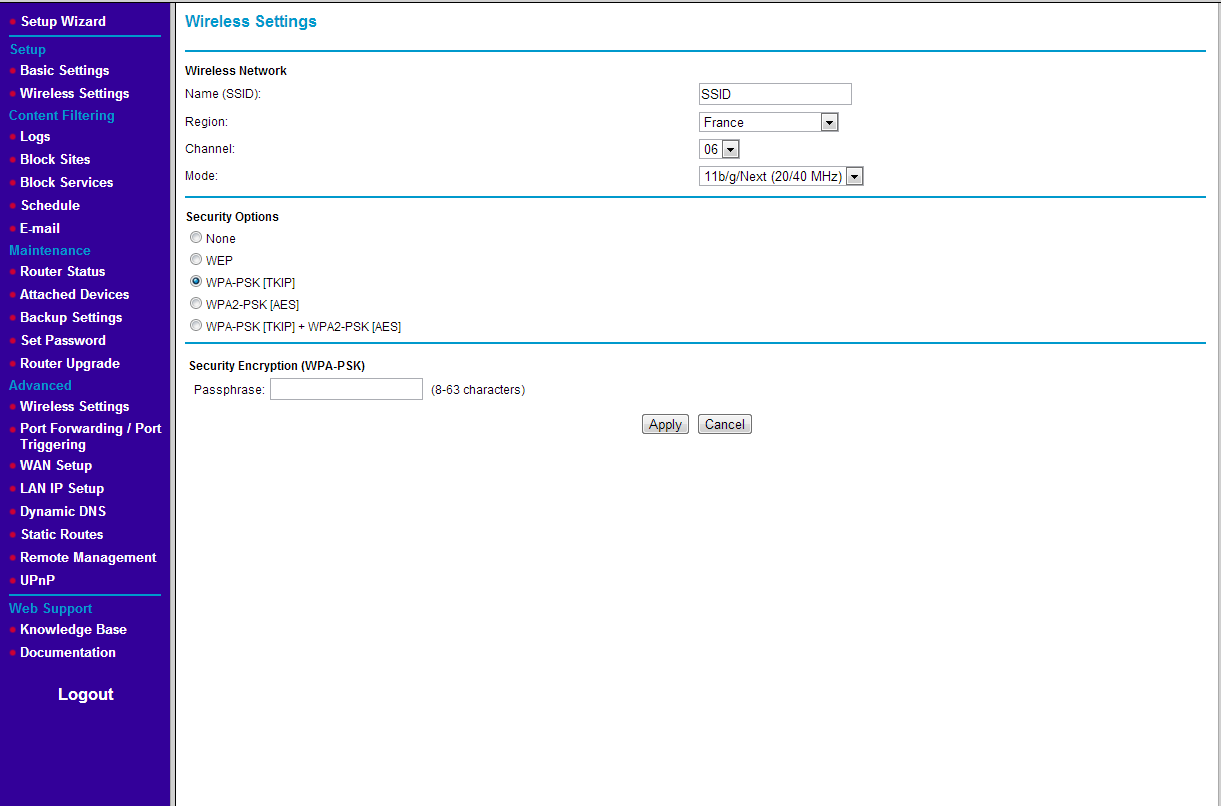 Setup Wizard
Setup
Basic Settings
Wireless Settings
Content Filtering
Logs
Block Sites
Block Services
Schedule
E-mail
Maintenance
Router Status
Attached Devices
Backup Settings
Set Password
Router Upgrade
Advanced
Wireless Settings
Port Forwarding / Port
Triggering
WAN Setup
LAN IP Setup
Dynamic DNS
Static Routes
Remote Management
UPnP
Web Support
Knowledge Base
Documentation
Logout
Wireless Settings
Wireless Network
Name (SSID): SSID
Region: France
Channel: 06
Mode: 11b/g/Next (20/40 MHz)
Security Options
None
WEP
WPA-PSK [TKIP]
WPA2-PSK [AES]
WPA-PSK [TKIP] + WPA2-PSK [AES]
Security Encryption (WPA-PSK)
Passphrase: (8-63 characters)
Apply Cancel